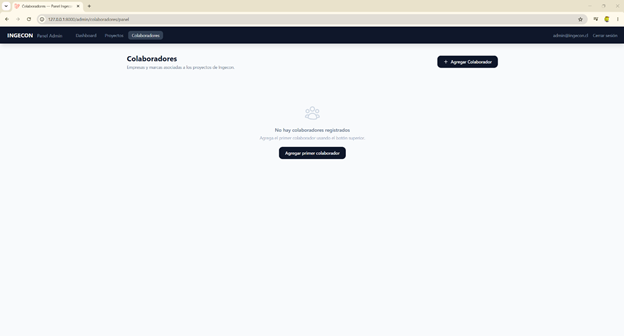 Colaboradores — Panel Ingec...
127.0.0.1:8000/admin/colaboradores/panel
INGECON Panel Admin Dashboard Proyectos Colaboradores admin@ingecon.cl Cerrar sesión
Colaboradores
Empresas y marcas asociadas a los proyectos de Ingecon.
+ Agregar Colaborador
No hay colaboradores registrados
Agrega el primer colaborador usando el botón superior.
Agregar primer colaborador